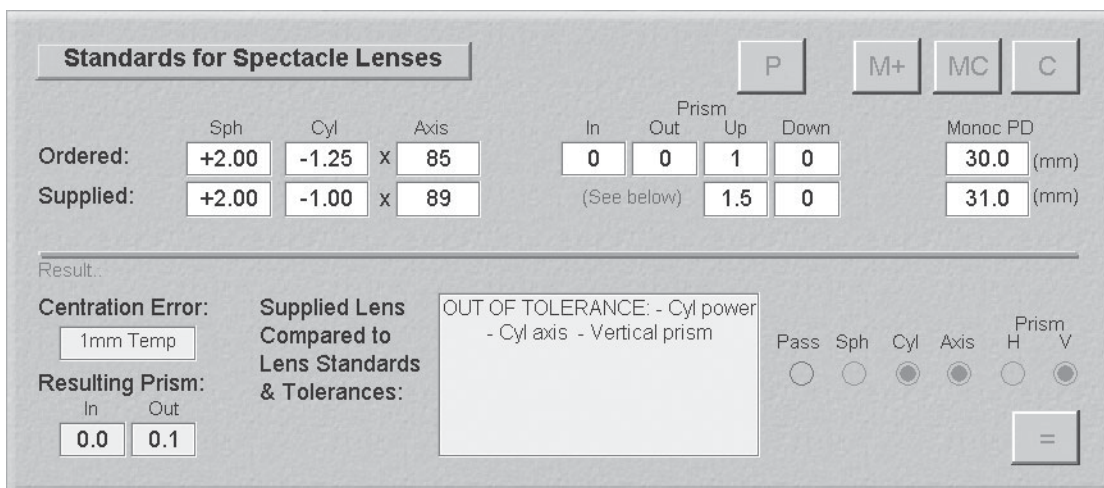 Standards for Spectacle Lenses
P M+ MC C
Prism
Sph Cyl Axis In Out Up Down Monoc PD
Ordered: +2.00 -1.25 x 85 0 0 1 0 30.0 (mm)
Supplied: +2.00 -1.00 x 89 (See below) 1.5 0 31.0 (mm)
Result..
Centration Error:
1mm Temp
Resulting Prism:
In Out
0.0 0.1
Supplied Lens
Compared to
Lens Standards
& Tolerances:
OUT OF TOLERANCE: - Cyl power
- Cyl axis - Vertical prism
Prism
Pass Sph Cyl Axis H V
=